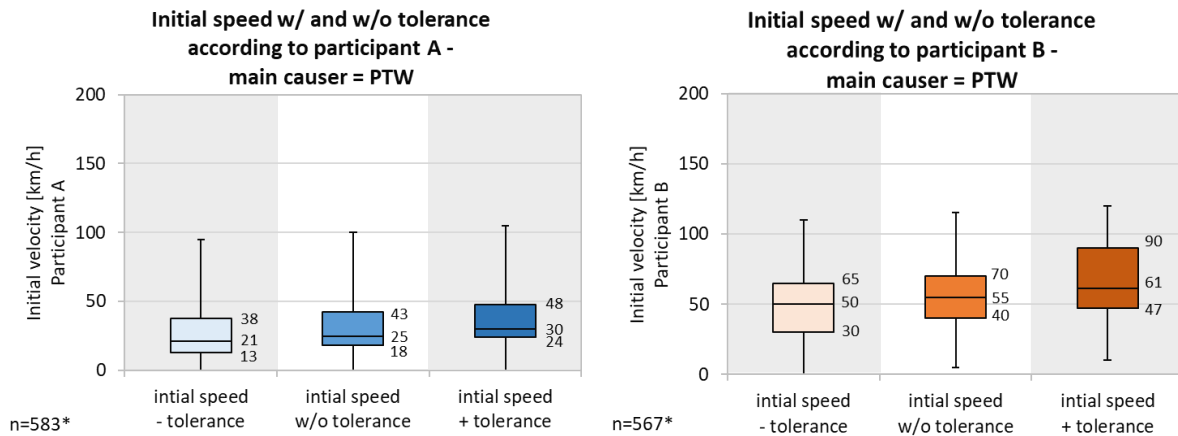 Initial speed w/ and w/o tolerance
according to participant A -
main causer = PTW
Initial velocity [km/h]
Participant A
200
150
100
50
0
38
21
13
43
25
18
48
30
24
intial speed
- tolerance
intial speed
w/o tolerance
intial speed
+ tolerance
n=583*
Initial speed w/ and w/o tolerance
according to participant B -
main causer = PTW
Initial velocity [km/h]
Participant B
200
150
100
50
0
65
50
30
70
55
40
90
61
47
intial speed
- tolerance
intial speed
w/o tolerance
intial speed
+ tolerance
n=567*